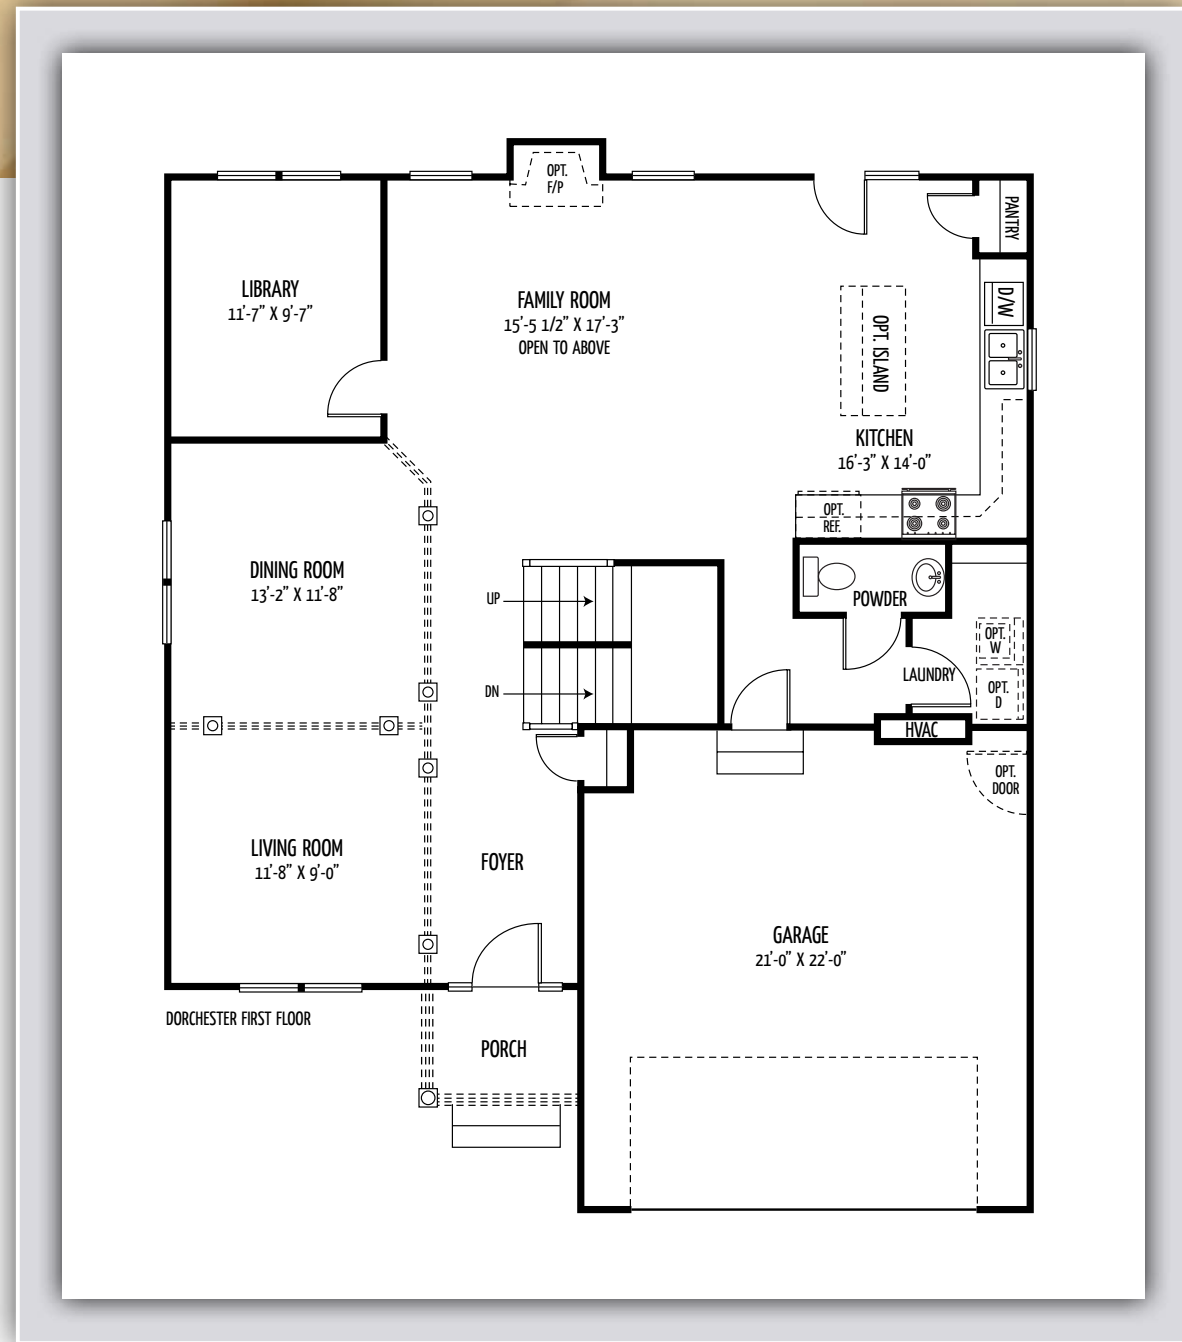 OPT.
F/P
PANTRY
LIBRARY
11'-7” X 9'-7”
FAMILY ROOM
15'-5 1/2” X 17'-3”
OPEN TO ABOVE
D/W
OPT. ISLAND
KITCHEN
16'-3” X 14'-0”
OPT.
REF.
DINING ROOM
13'-2” X 11'-8”
UP
POWDER
OPT.
W
LAUNDRY
DN
OPT.
D
HVAC
OPT.
DOOR
LIVING ROOM
11'-8” X 9'-0”
FOYER
GARAGE
21'-0” X 22'-0”
DORCHESTER FIRST FLOOR
PORCH